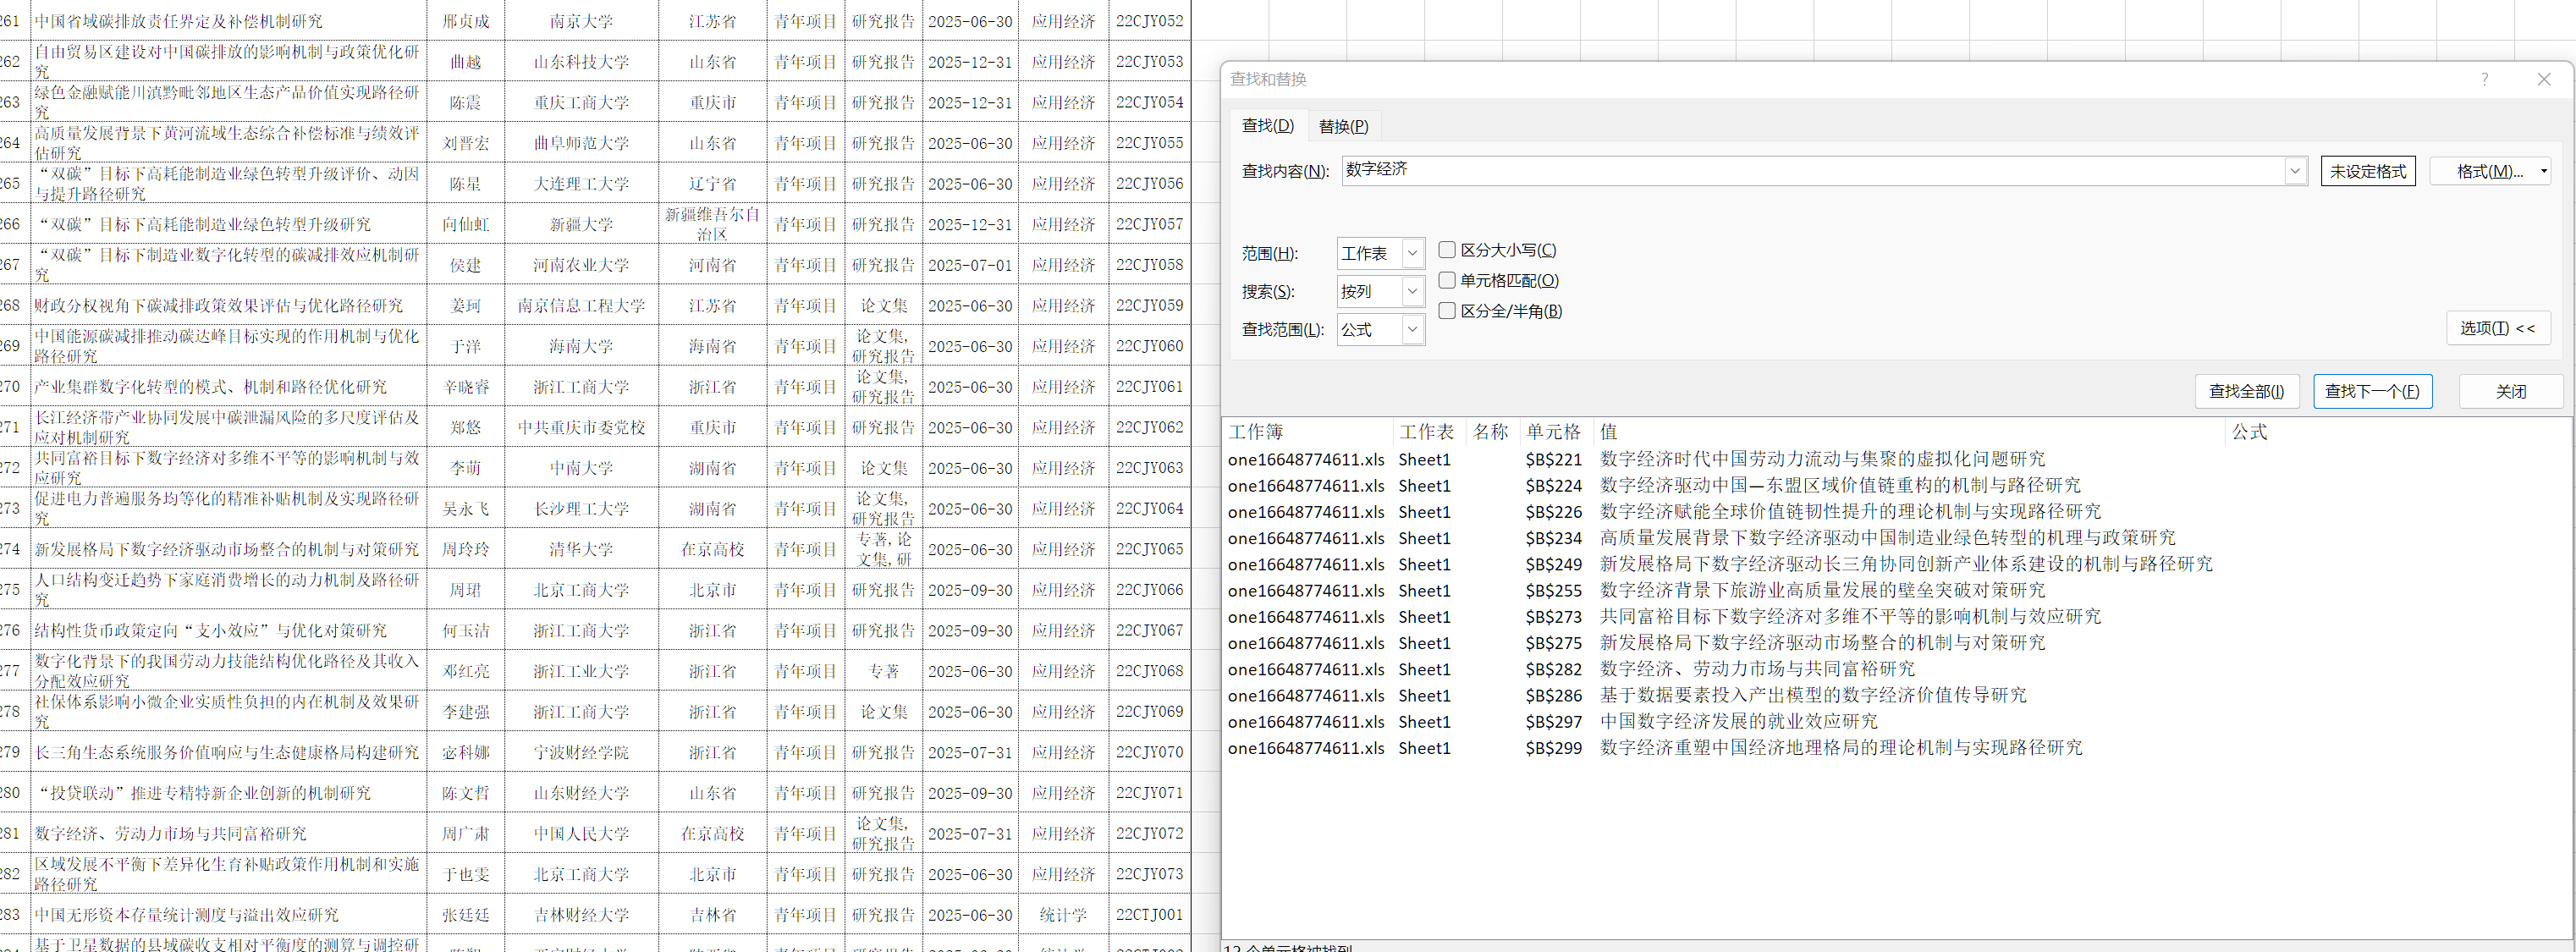 261 中国省域碳排放责任界定及补偿机制研究 邢贞成 南京大学 江苏省 青年项目 研究报告 2025-06-30 应用经济 22CJY052
262 自由贸易区建设对中国碳排放的影响机制与政策优化研究 曲越 山东科技大学 山东省 青年项目 研究报告 2025-12-31 应用经济 22CJY053
263 绿色金融赋能川滇黔毗邻地区生态产品价值实现路径研究 陈震 重庆工商大学 重庆市 青年项目 研究报告 2025-12-31 应用经济 22CJY054
264 高质量发展背景下黄河流域生态综合补偿标准与绩效评估研究 刘晋宏 曲阜师范大学 山东省 青年项目 研究报告 2025-06-30 应用经济 22CJY055
265 “双碳”目标下高耗能制造业绿色转型升级评价、动因与提升路径研究 陈星 大连理工大学 辽宁省 青年项目 研究报告 2025-06-30 应用经济 22CJY056
266 “双碳”目标下高耗能制造业绿色转型升级研究 向仙虹 新疆大学 新疆维吾尔自治区 青年项目 研究报告 2025-12-31 应用经济 22CJY057
267 “双碳”目标下制造业数字化转型的碳减排效应机制研究 侯建 河南农业大学 河南省 青年项目 研究报告 2025-07-01 应用经济 22CJY058
268 财政分权视角下碳减排政策效果评估与优化路径研究 姜珂 南京信息工程大学 江苏省 青年项目 论文集 2025-06-30 应用经济 22CJY059
269 中国能源碳减排推动碳达峰目标实现的作用机制与优化路径研究 于洋 海南大学 海南省 青年项目 论文集,研究报告 2025-06-30 应用经济 22CJY060
270 产业集群数字化转型的模式、机制和路径优化研究 辛晓睿 浙江工商大学 浙江省 青年项目 论文集,研究报告 2025-06-30 应用经济 22CJY061
271 长江经济带产业协同发展中碳泄漏风险的多尺度评估及应对机制研究 郑悠 中共重庆市委党校 重庆市 青年项目 研究报告 2025-06-30 应用经济 22CJY062
272 共同富裕目标下数字经济对多维不平等的影响机制与效应研究 李萌 中南大学 湖南省 青年项目 论文集 2025-06-30 应用经济 22CJY063
273 促进电力普遍服务均等化的精准补贴机制及实现路径研究 吴永飞 长沙理工大学 湖南省 青年项目 论文集,研究报告 2025-06-30 应用经济 22CJY064
274 新发展格局下数字经济驱动市场整合的机制与对策研究 周玲玲 清华大学 在京高校 青年项目 专著,论文集,研 2025-06-30 应用经济 22CJY065
275 人口结构变迁趋势下家庭消费增长的动力机制及路径研究 周珺 北京工商大学 北京市 青年项目 研究报告 2025-09-30 应用经济 22CJY066
276 结构性货币政策定向“支小效应”与优化对策研究 何玉洁 浙江工商大学 浙江省 青年项目 研究报告 2025-09-30 应用经济 22CJY067
277 数字化背景下的我国劳动力技能结构优化路径及其收入分配效应研究 邓红亮 浙江工业大学 浙江省 青年项目 专著 2025-06-30 应用经济 22CJY068
278 社保体系影响小微企业实质性负担的内在机制及效果研究 李建强 浙江工商大学 浙江省 青年项目 论文集 2025-06-30 应用经济 22CJY069
279 长三角生态系统服务价值响应与生态健康格局构建研究 宓科娜 宁波财经学院 浙江省 青年项目 研究报告 2025-07-31 应用经济 22CJY070
280 “投贷联动”推进专精特新企业创新的机制研究 陈文哲 山东财经大学 山东省 青年项目 研究报告 2025-09-30 应用经济 22CJY071
281 数字经济、劳动力市场与共同富裕研究 周广肃 中国人民大学 在京高校 青年项目 论文集,研究报告 2025-07-31 应用经济 22CJY072
282 区域发展不平衡下差异化生育补贴政策作用机制和实施路径研究 于也雯 北京工商大学 北京市 青年项目 研究报告 2025-06-30 应用经济 22CJY073
283 中国无形资本存量统计测度与溢出效应研究 张廷廷 吉林财经大学 吉林省 青年项目 研究报告 2025-06-30 统计学 22CTJ001
基于卫星数据的县域碳收支相对平衡度的测算与调控研
查找和替换 ?
查找(D) 替换(P)
查找内容(N): 数字经济 未设定格式 格式(M)...
范围(H): 工作表 区分大小写(C)
搜索(S): 按列 单元格匹配(O)
查找范围(L): 公式 区分全/半角(B)
选项(T) <<
查找全部(I) 查找下一个(F) 关闭
工作簿 工作表 名称 单元格 值 公式
one16648774611.xls Sheet1 $B$221 数字经济时代中国劳动力流动与集聚的虚拟化问题研究
one16648774611.xls Sheet1 $B$224 数字经济驱动中国—东盟区域价值链重构的机制与路径研究
one16648774611.xls Sheet1 $B$226 数字经济赋能全球价值链韧性提升的理论机制与实现路径研究
one16648774611.xls Sheet1 $B$234 高质量发展背景下数字经济驱动中国制造业绿色转型的机理与政策研究
one16648774611.xls Sheet1 $B$249 新发展格局下数字经济驱动长三角协同创新产业体系建设的机制与路径研究
one16648774611.xls Sheet1 $B$255 数字经济背景下旅游业高质量发展的壁垒突破对策研究
one16648774611.xls Sheet1 $B$273 共同富裕目标下数字经济对多维不平等的影响机制与效应研究
one16648774611.xls Sheet1 $B$275 新发展格局下数字经济驱动市场整合的机制与对策研究
one16648774611.xls Sheet1 $B$282 数字经济、劳动力市场与共同富裕研究
one16648774611.xls Sheet1 $B$286 基于数据要素投入产出模型的数字经济价值传导研究
one16648774611.xls Sheet1 $B$297 中国数字经济发展的就业效应研究
one16648774611.xls Sheet1 $B$299 数字经济重塑中国经济地理格局的理论机制与实现路径研究
12 个单元格被找到